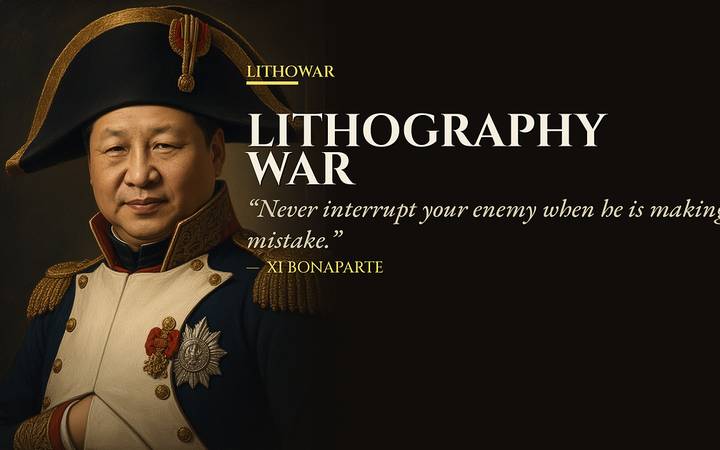 LITHOWAR
LITHOGRAPHY
WAR
“Never interrupt your enemy when he is making
mistake.”
— XI BONAPARTE